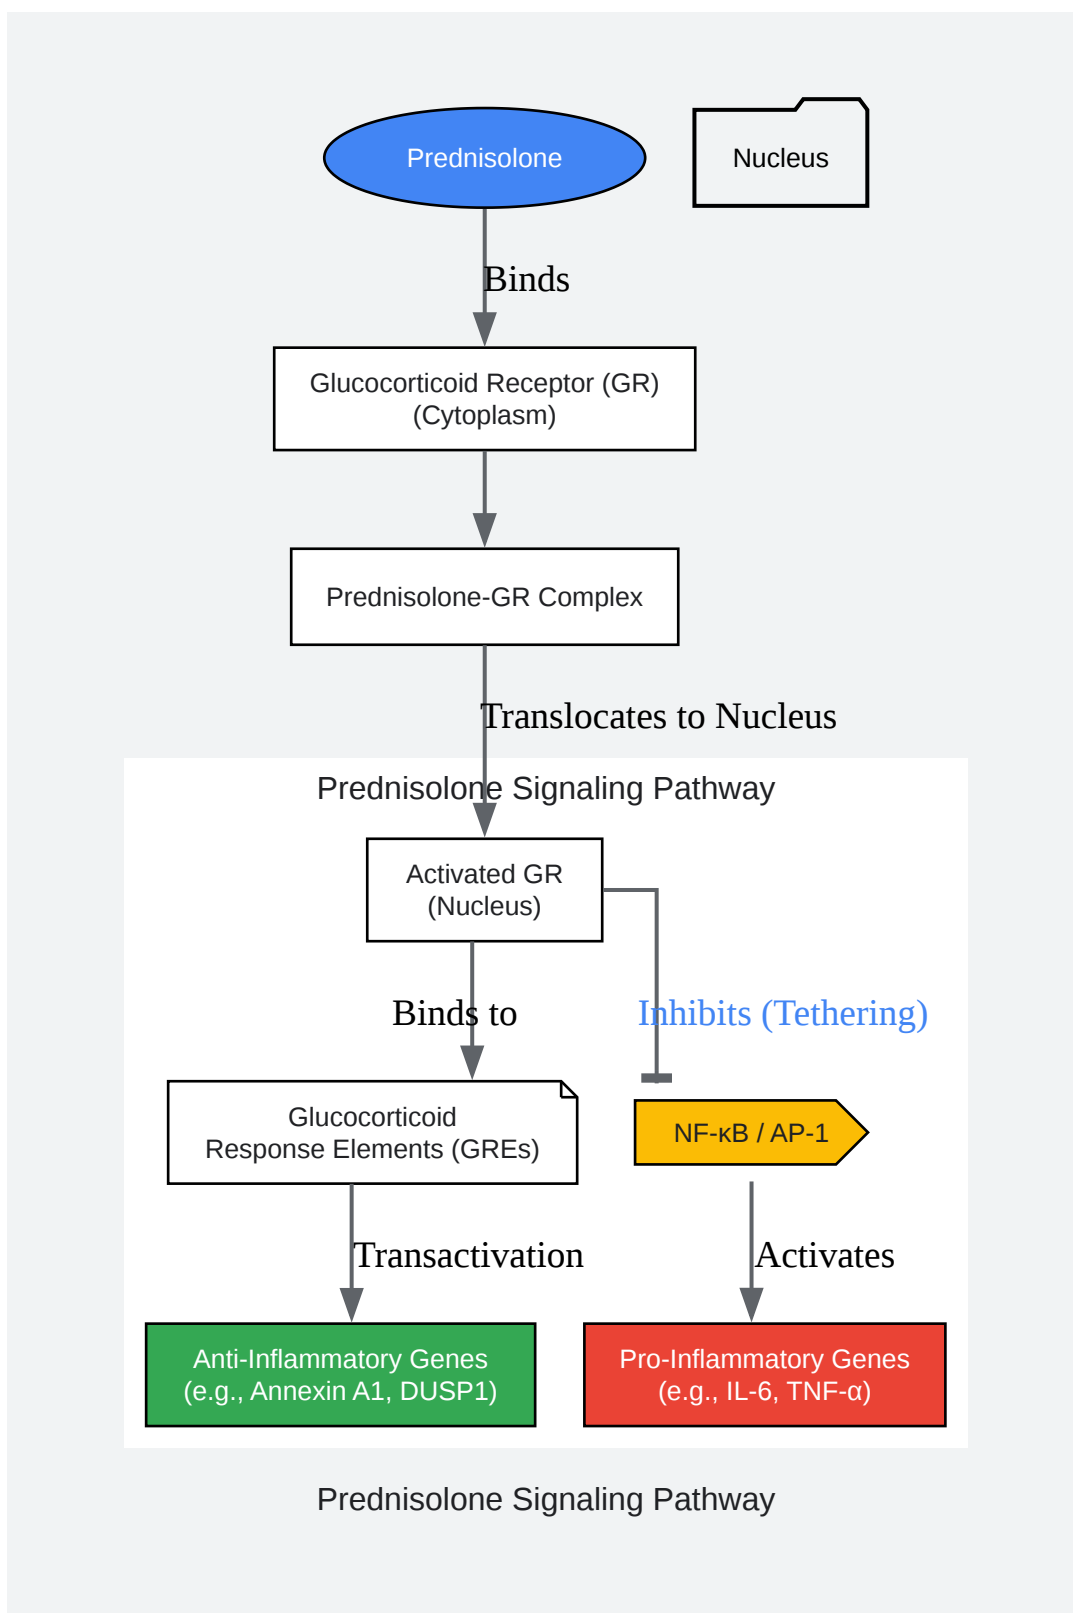 Prednisolone
Nucleus
Binds
Glucocorticoid Receptor (GR)
(Cytoplasm)
Prednisolone-GR Complex
Translocates to Nucleus
Prednisolone Signaling Pathway
Activated GR
(Nucleus)
Binds to
Inhibits (Tethering)
Glucocorticoid
Response Elements (GREs)
NF-κB / AP-1
Transactivation
Activates
Anti-Inflammatory Genes
(e.g., Annexin A1, DUSP1)
Pro-Inflammatory Genes
(e.g., IL-6, TNF-α)
Prednisolone Signaling Pathway